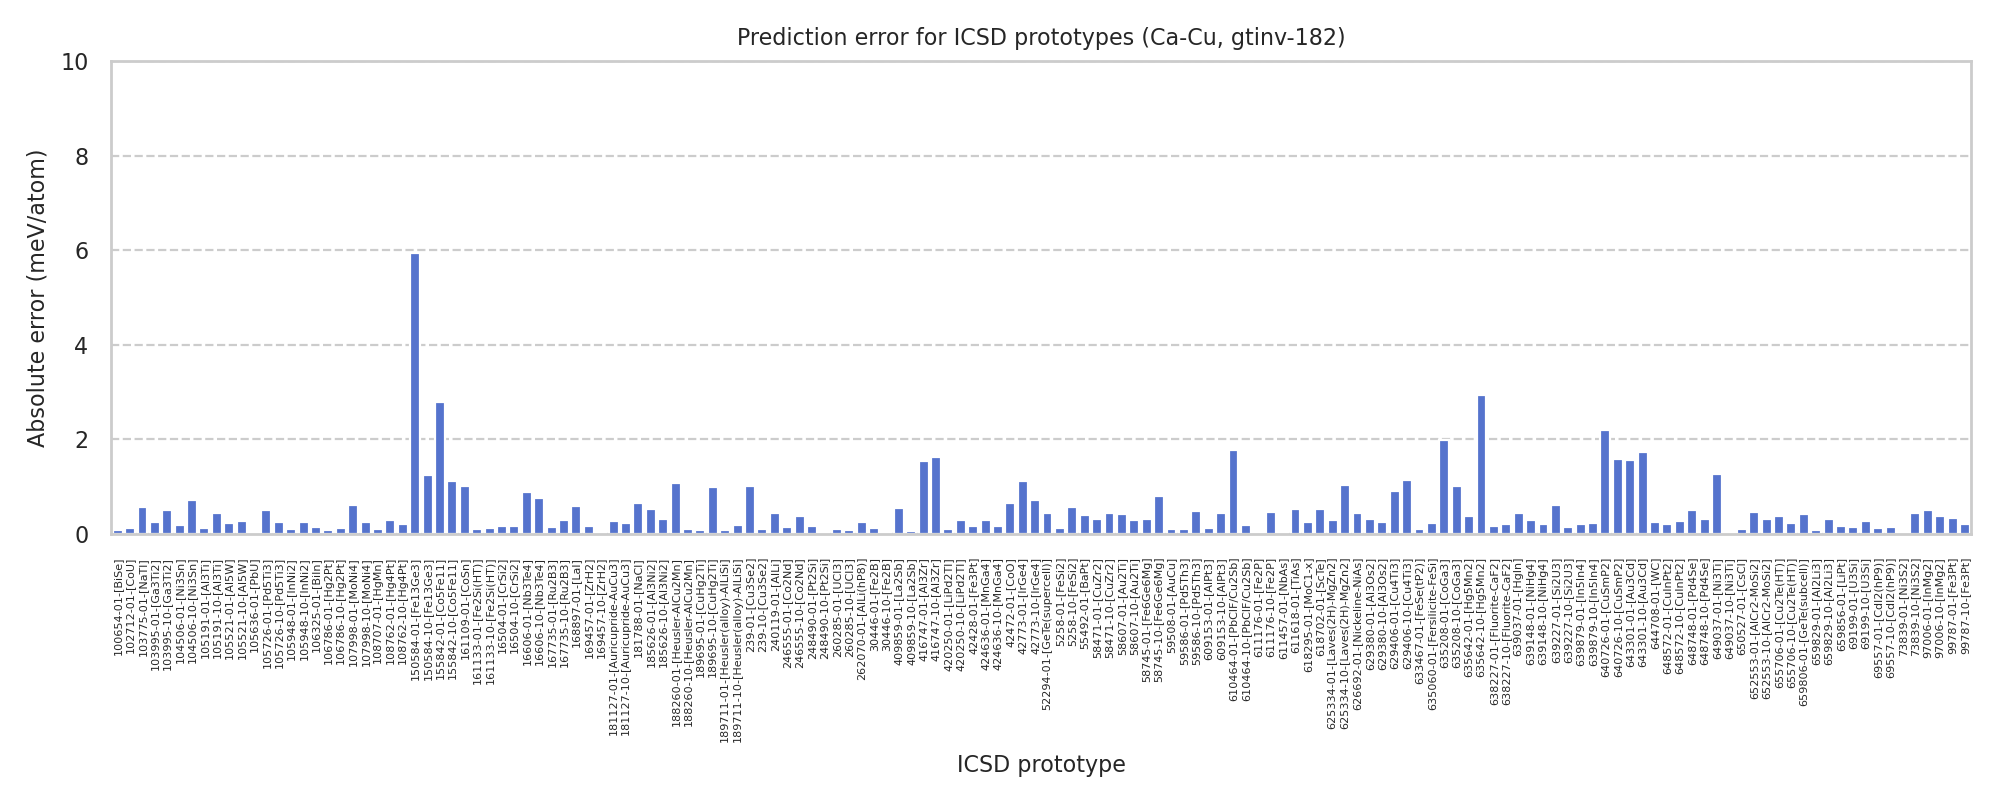 Prediction error for ICSD prototypes (Ca-Cu, gtinv-182)
Absolute error (meV/atom)
10
8
6
4
2
0
100654-01-[BiSe]
102712-01-[CoU]
103775-01-[NaTl]
103995-01-[Ga3Ti2]
103995-10-[Ga3Ti2]
104506-01-[Ni3Sn]
104506-10-[Ni3Sn]
105191-01-[Al3Ti]
105191-10-[Al3Ti]
105521-01-[Al5W]
105521-10-[Al5W]
105636-01-[PbU]
105726-01-[Pd5Ti3]
105726-10-[Pd5Ti3]
105948-01-[InNi2]
105948-10-[InNi2]
106325-01-[BiIn]
106786-01-[Hg2Pt]
106786-10-[Hg2Pt]
107998-01-[MoNi4]
107998-10-[MoNi4]
108707-01-[HgMn]
108762-01-[Hg4Pt]
108762-10-[Hg4Pt]
150584-01-[Fe13Ge3]
150584-10-[Fe13Ge3]
155842-01-[Co5Fe11]
155842-10-[Co5Fe11]
161109-01-[CoSn]
161133-01-[Fe2Si(HT)]
161133-10-[Fe2Si(HT)]
16504-01-[CrSi2]
16504-10-[CrSi2]
16606-01-[Nb3Te4]
16606-10-[Nb3Te4]
167735-01-[Ru2B3]
167735-10-[Ru2B3]
168897-01-[LaI]
169457-01-[ZrH2]
169457-10-[ZrH2]
181127-01-[Auricupride-AuCu3]
181127-10-[Auricupride-AuCu3]
181788-01-[NaCl]
185626-01-[Al3Ni2]
185626-10-[Al3Ni2]
188260-01-[Heusler-AlCu2Mn]
188260-10-[Heusler-AlCu2Mn]
189695-01-[CuHg2Ti]
189695-10-[CuHg2Ti]
189711-01-[Heusler(alloy)-AlLiSi]
189711-10-[Heusler(alloy)-AlLiSi]
239-01-[Cu3Se2]
239-10-[Cu3Se2]
240119-01-[AlLi]
246555-01-[Co2Nd]
246555-10-[Co2Nd]
248490-01-[Pt2Si]
248490-10-[Pt2Si]
260285-01-[UCl3]
260285-10-[UCl3]
262070-01-[AlLi(hP8)]
30446-01-[Fe2B]
30446-10-[Fe2B]
409859-01-[La2Sb]
409859-10-[La2Sb]
416747-01-[Al3Zr]
416747-10-[Al3Zr]
420250-01-[LiPd2Tl]
420250-10-[LiPd2Tl]
42428-01-[Fe3Pt]
424636-01-[MnGa4]
424636-10-[MnGa4]
42472-01-[CoO]
42773-01-[IrGe4]
42773-10-[IrGe4]
52294-01-[GeTe(supercell)]
5258-01-[FeSi2]
5258-10-[FeSi2]
55492-01-[BaPt]
58471-01-[CuZr2]
58471-10-[CuZr2]
58607-01-[Au2Ti]
58607-10-[Au2Ti]
58745-01-[Fe6Ge6Mg]
58745-10-[Fe6Ge6Mg]
59508-01-[AuCu]
59586-01-[Pd5Th3]
59586-10-[Pd5Th3]
609153-01-[AlPt3]
609153-10-[AlPt3]
610464-01-[PbClF/Cu2Sb]
610464-10-[PbClF/Cu2Sb]
611176-01-[Fe2P]
611176-10-[Fe2P]
611457-01-[NbAs]
611618-01-[TiAs]
618295-01-[MoC1-x]
618702-01-[ScTe]
625334-01-[Laves(2H)-MgZn2]
625334-10-[Laves(2H)-MgZn2]
626692-01-[Nickeline-NiAs]
629380-01-[Al3Os2]
629380-10-[Al3Os2]
629406-01-[Cu4Ti3]
629406-10-[Cu4Ti3]
633467-01-[FeSe(tP2)]
635060-01-[Fersilicite-FeSi]
635208-01-[CoGa3]
635208-10-[CoGa3]
635642-01-[Hg5Mn2]
635642-10-[Hg5Mn2]
638227-01-[Fluorite-CaF2]
638227-10-[Fluorite-CaF2]
639037-01-[HgIn]
639148-01-[NiHg4]
639148-10-[NiHg4]
639227-01-[Si2U3]
639227-10-[Si2U3]
639879-01-[In5In4]
639879-10-[In5In4]
640726-01-[CuSmP2]
640726-10-[CuSmP2]
643301-01-[Au3Cd]
643301-10-[Au3Cd]
644708-01-[WC]
648572-01-[CuInPt2]
648572-10-[CuInPt2]
648748-01-[Pd4Se]
648748-10-[Pd4Se]
649037-01-[Ni3Ti]
649037-10-[Ni3Ti]
650527-01-[CsCl]
652553-01-[AlCr2-MoSi2]
652553-10-[AlCr2-MoSi2]
655706-01-[Cu2Te(HT)]
655706-10-[Cu2Te(HT)]
659806-01-[GeTe(subcell)]
659829-01-[Al2Li3]
659829-10-[Al2Li3]
659856-01-[LiPt]
69199-01-[U3Si]
69199-10-[U3Si]
69557-01-[CdI2(hP9)]
69557-10-[CdI2(hP9)]
73839-01-[Ni3S2]
73839-10-[Ni3S2]
97006-01-[InMg2]
97006-10-[InMg2]
99787-01-[Fe3Pt]
99787-10-[Fe3Pt]
ICSD prototype